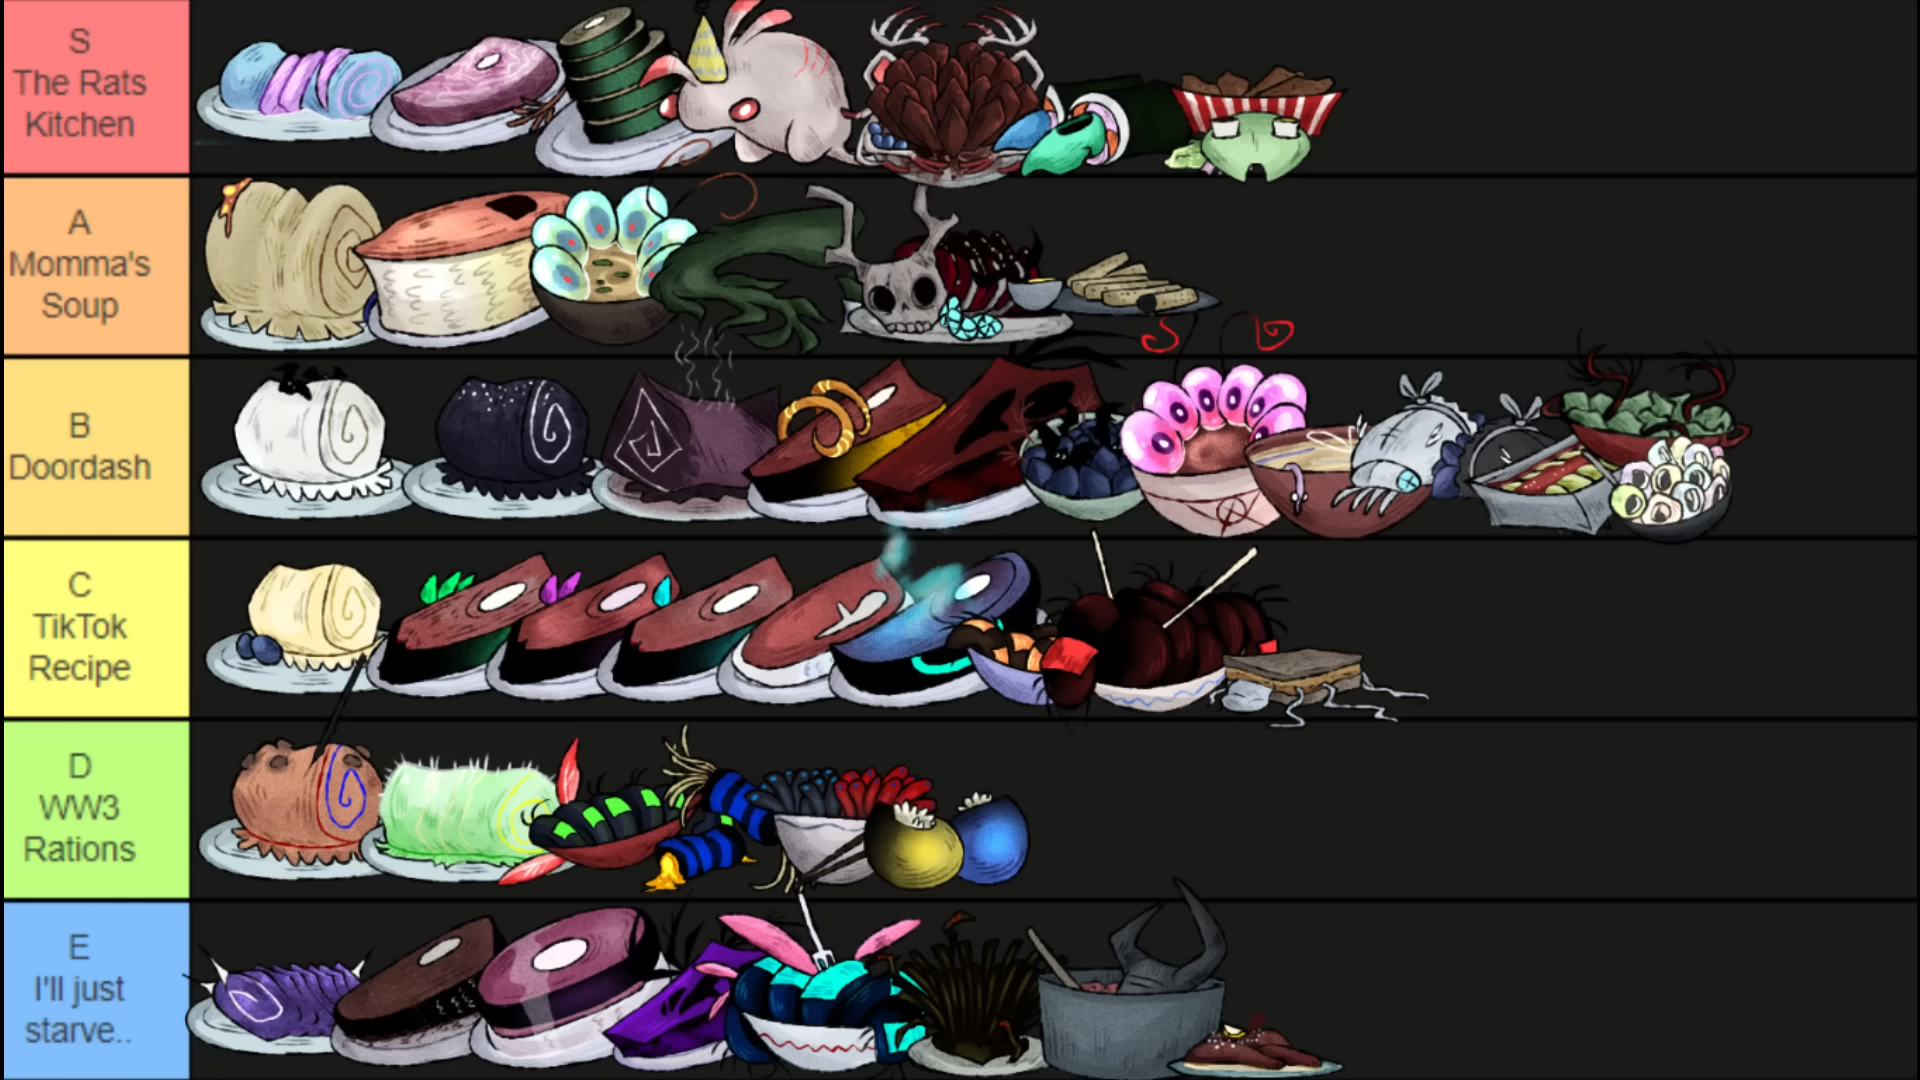 S
The Rats
Kitchen
A
Momma's
Soup
B
Doordash
C
TikTok
Recipe
D
WW3
Rations
E
I'll just
starve..